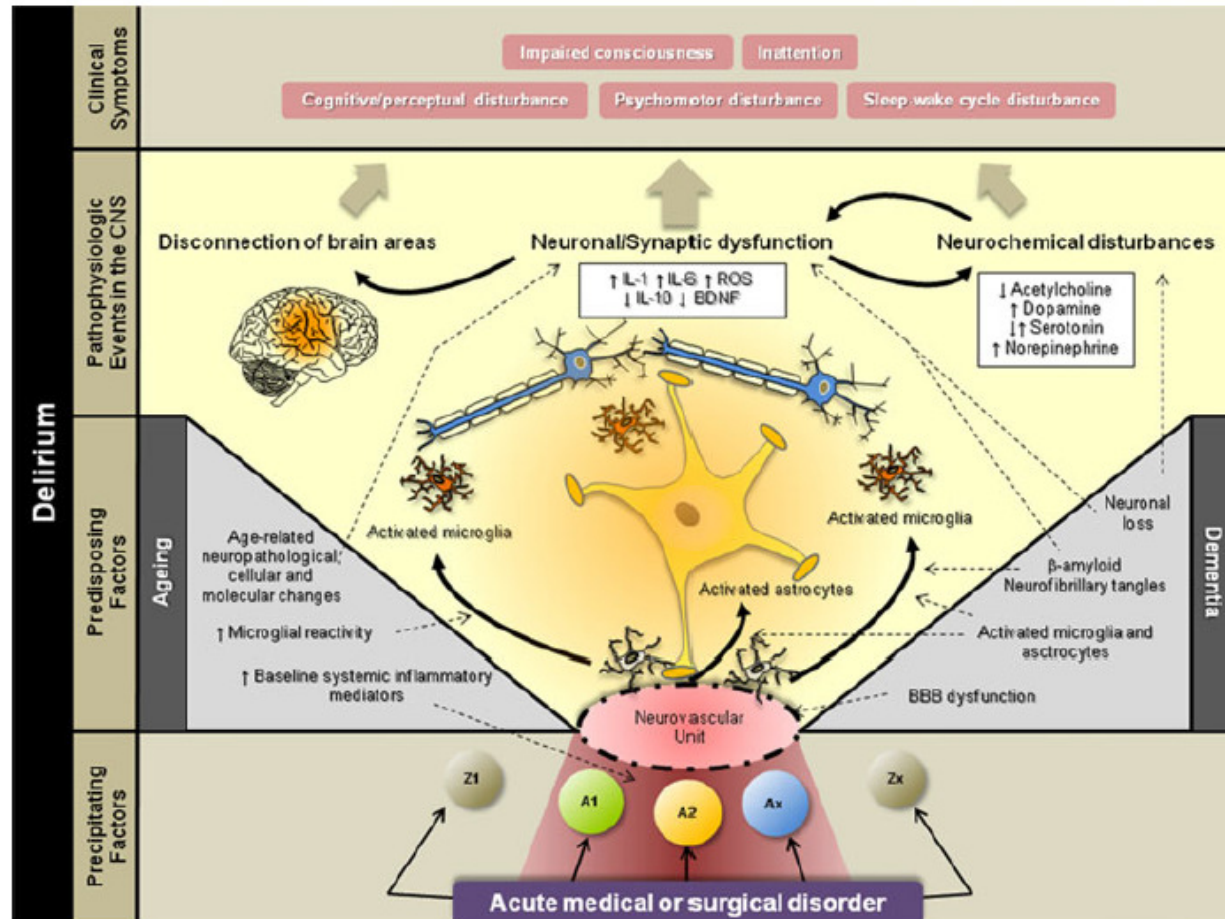 Delirium
Clinical
Symptoms
Impaired consciousness
Inattention
Cognitive/perceptual disturbance
Psychomotor disturbance
Sleep wake cycle disturbance
Pathophysiologic
Events in the CNS
Disconnection of brain areas
Neuronal/Synaptic dysfunction
Neurochemical disturbances
↑ IL-1 ↑ IL-6 ↑ ROS
↓ IL-10 ↓ BDNF
↓ Acetylcholine
↑ Dopamine
↓↑ Serotonin
↑ Norepinephrine
Predisposing
Factors
Ageing
Age-related
neuropathological;
cellular and
molecular changes
↑ Microglial reactivity
↑ Baseline systemic inflammatory
mediators
Activated microglia
Activated astrocytes
Activated microglia
Neuronal
loss
β-amyloid
Neurofibrillary tangles
Activated microglia and
asctrocytes
BBB dysfunction
Dementia
Neurovascular
Unit
Precipitating
Factors
Z1
A1
A2
Ax
Zx
Acute medical or surgical disorder